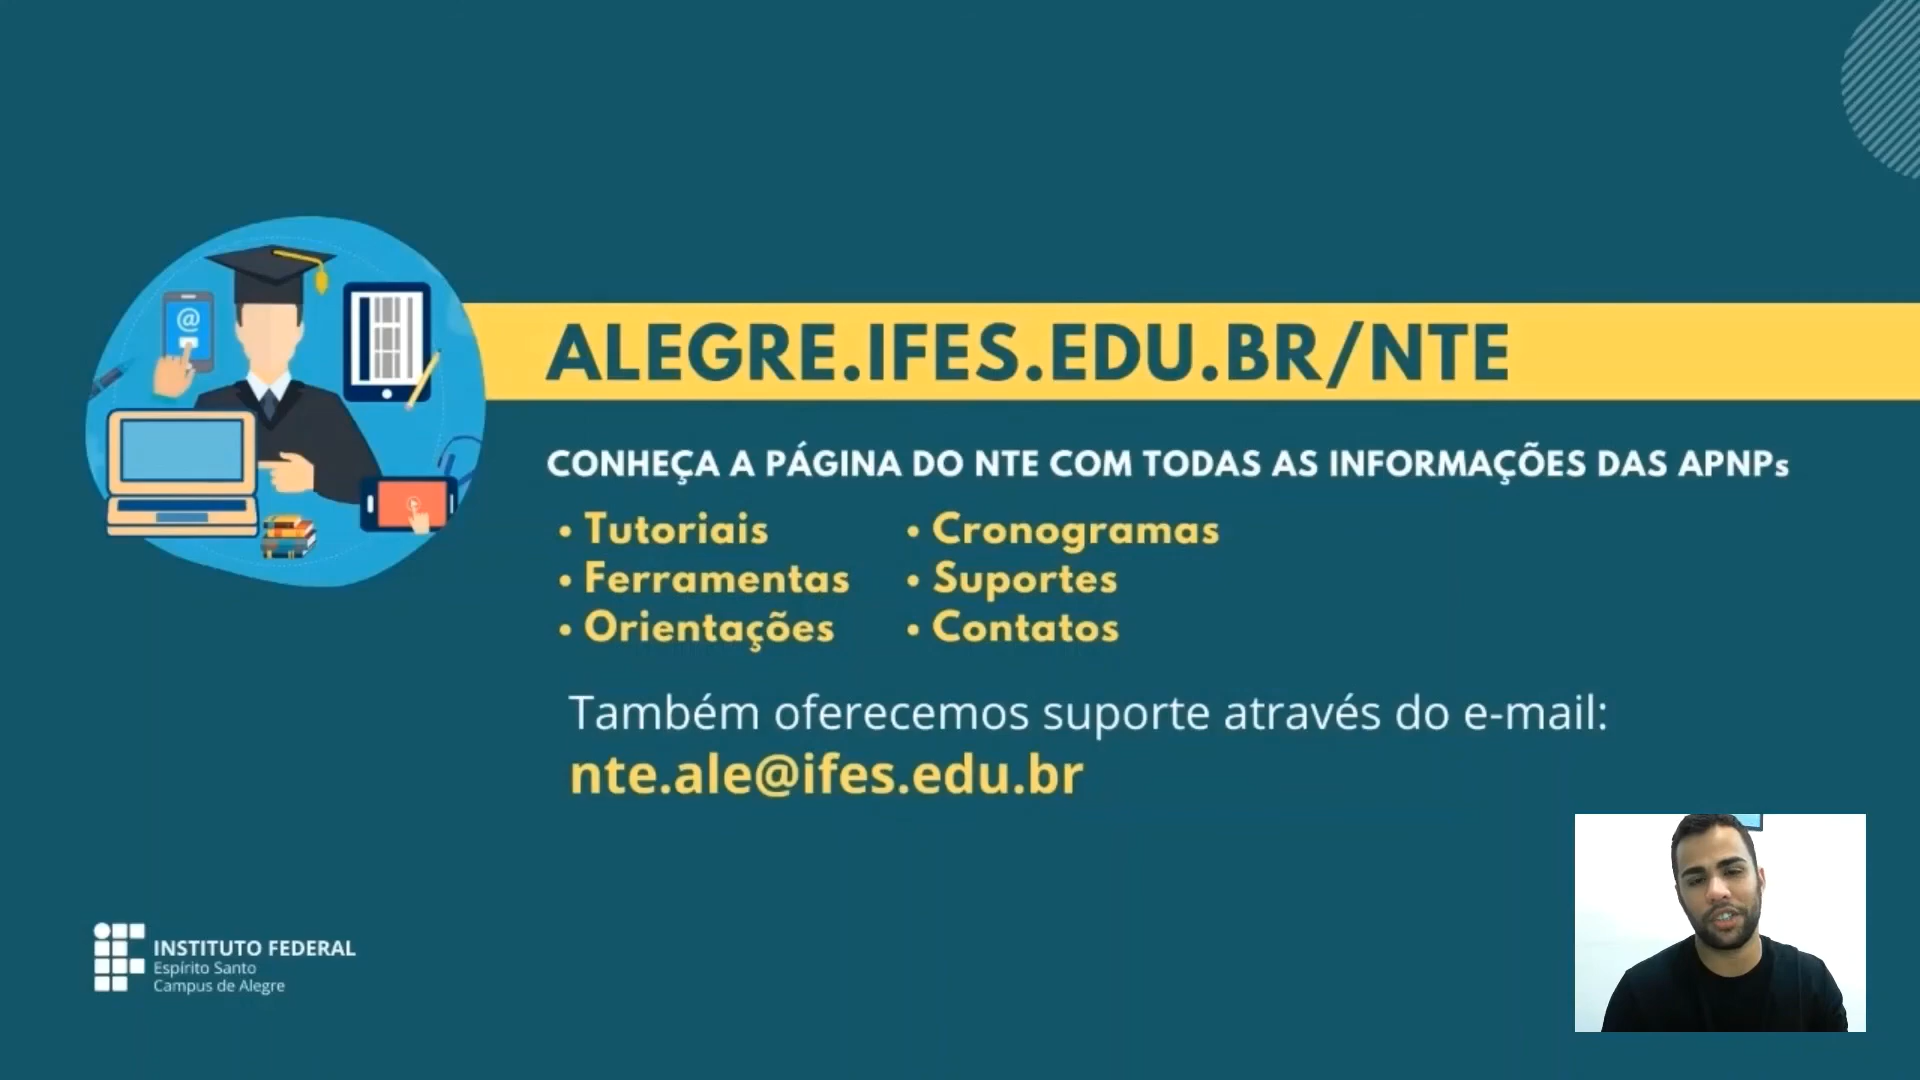 ALEGRE.IFES.EDU.BR/NTE
CONHEÇA A PÁGINA DO NTE COM TODAS AS INFORMAÇÕES DAS APNPs
• Tutoriais
• Ferramentas
• Orientações
• Cronogramas
• Suportes
• Contatos
Também oferecemos suporte através do e-mail:
nte.ale@ifes.edu.br
INSTITUTO FEDERAL
Espírito Santo
Campus de Alegre
@